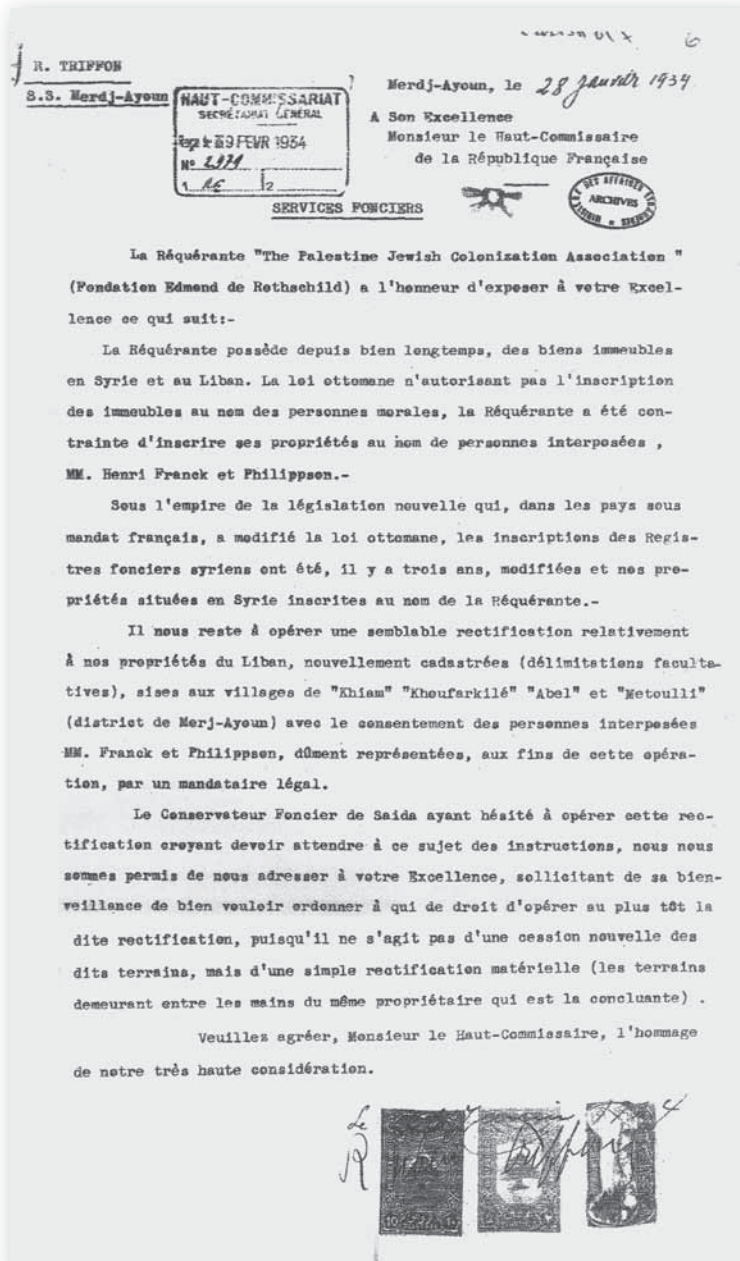 R. TRIFFON
S.S. Merdj-Ayoun
HAUT-COMMISSARIAT
SECRÉTARIAT GÉNÉRAL
FEVR 1934
No 2979
1 RE 2
Merdj-Ayoun, le 28 janvier 1934
A Son Excellence
Monsieur le Haut-Commissaire
de la République Française
DES AFFAIRES
ARCHIVES
SERVICES FONCIERS
La Réquérante "The Palestine Jewish Colonization Association "
(Fondation Edmond de Rothschild) a l'honneur d'exposer à votre Excel-
lence ce qui suit:-
La Réquérante possède depuis bien longtemps, des biens immeubles
en Syrie et au Liban. La loi ottomane n'autorisant pas l'inscription
des immeubles au nom des personnes morales, la Réquérante a été con-
trainte d'inscrire ses propriétés au nom de personnes interposées ,
MM. Henri Franck et Philippson.-
Sous l'empire de la législation nouvelle qui, dans les pays sous
mandat français, a modifié la loi ottomane, les inscriptions des Regis-
tres fonciers syriens ont été, il y a trois ans, modifiées et nos pro-
priétés situées en Syrie inscrites au nom de la Réquérante.-
Il nous reste à opérer une semblable rectification relativement
à nos propriétés du Liban, nouvellement cadastrées (délimitations faculta-
tives), sises aux villages de "Khiam" "Khoufarkilé" "Abel" et "Metoulli"
(district de Merj-Ayoun) avec le consentement des personnes interposées
MM. Franck et Philippson, dûment représentées, aux fins de cette opéra-
tion, par un mandataire légal.
Le Conservateur Foncier de Saida ayant hésité à opérer cette rec-
tification croyant devoir attendre à ce sujet des instructions, nous nous
sommes permis de nous adresser à votre Excellence, sollicitant de sa bien-
veillance de bien vouloir ordonner à qui de droit d'opérer au plus tôt la
dite rectification, puisqu'il ne s'agit pas d'une cession nouvelle des
dits terrains, mais d'une simple rectification matérielle (les terrains
demeurant entre les mains du même propriétaire qui est la concluante) .
Veuilles agréer, Monsieur le Haut-Commissaire, l'hommage
de notre très haute considération.
Le
R